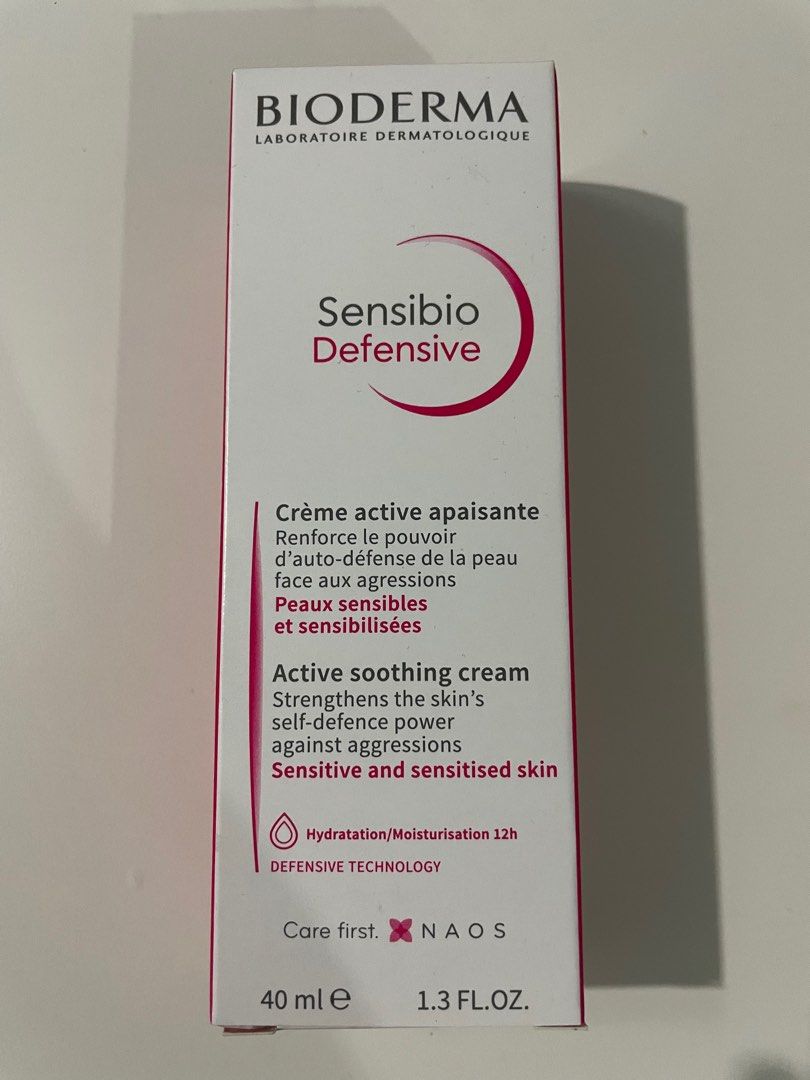 BIODERMA
LABORATOIRE DERMATOLOGIQUE
Sensibio
Defensive
Crème active apaisante
Renforce le pouvoir
d'auto-défense de la peau
face aux agressions
Peaux sensibles
et sensibilisées
Active soothing cream
Strengthens the skin's
self-defence power
against aggressions
Sensitive and sensitised skin
Hydratation/Moisturisation 12h
DEFENSIVE TECHNOLOGY
Care first. NAOS
40 ml e 1.3 FL.OZ.